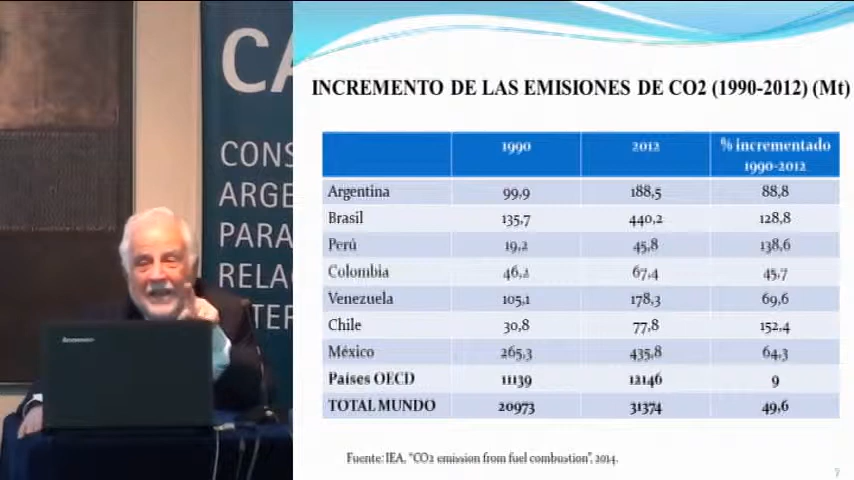 CA
CONS
ARGE
PARA
RELA
TER
lenovo
INCREMENTO DE LAS EMISIONES DE CO2 (1990-2012) (Mt)
1990 2012 % incrementado 1990-2012
Argentina 99,9 188,5 88,8
Brasil 135,7 440,2 128,8
Perú 19,2 45,8 138,6
Colombia 46,2 67,4 45,7
Venezuela 105,1 178,3 69,6
Chile 30,8 77,8 152,4
México 265,3 435,8 64,3
Países OECD 11139 12146 9
TOTAL MUNDO 20973 31374 49,6
Fuente: IEA, "CO2 emission from fuel combustion", 2014.
7